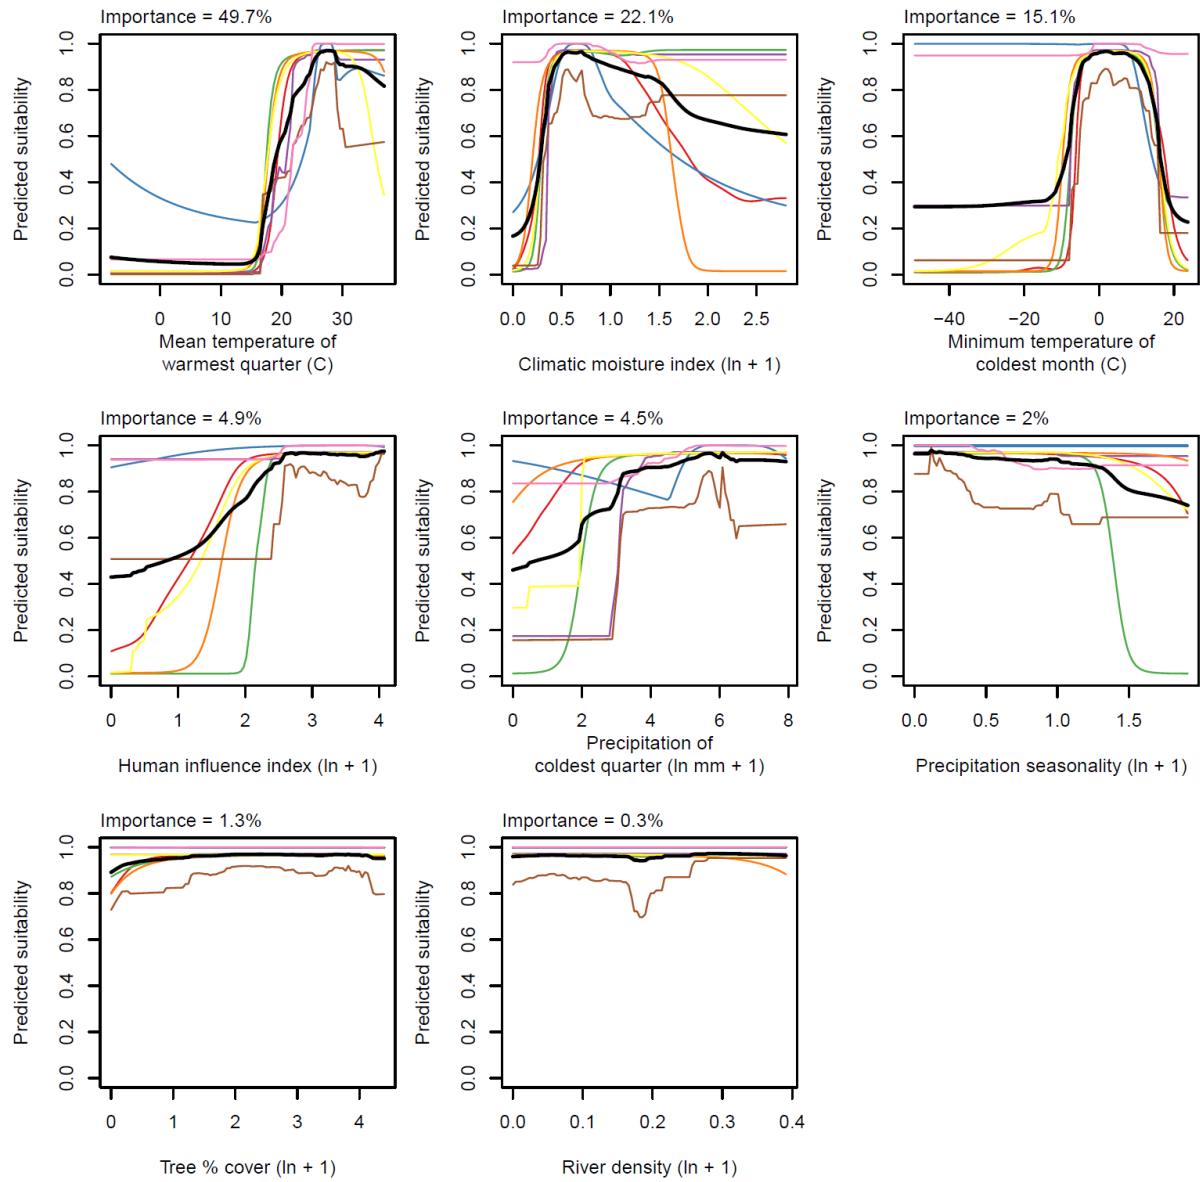 Importance = 49.7%
Predicted suitability
0.0 0.2 0.4 0.6 0.8 1.0
0 10 20 30
Mean temperature of
warmest quarter (C)
Importance = 22.1%
Predicted suitability
0.0 0.2 0.4 0.6 0.8 1.0
0.0 0.5 1.0 1.5 2.0 2.5
Climatic moisture index (ln + 1)
Importance = 15.1%
Predicted suitability
0.0 0.2 0.4 0.6 0.8 1.0
−40 −20 0 20
Minimum temperature of
coldest month (C)
Importance = 4.9%
Predicted suitability
0.0 0.2 0.4 0.6 0.8 1.0
0 1 2 3 4
Human influence index (ln + 1)
Importance = 4.5%
Predicted suitability
0.0 0.2 0.4 0.6 0.8 1.0
0 2 4 6 8
Precipitation of
coldest quarter (ln mm + 1)
Importance = 2%
Predicted suitability
0.0 0.2 0.4 0.6 0.8 1.0
0.0 0.5 1.0 1.5
Precipitation seasonality (ln + 1)
Importance = 1.3%
Predicted suitability
0.0 0.2 0.4 0.6 0.8 1.0
0 1 2 3 4
Tree % cover (ln + 1)
Importance = 0.3%
Predicted suitability
0.0 0.2 0.4 0.6 0.8 1.0
0.0 0.1 0.2 0.3 0.4
River density (ln + 1)